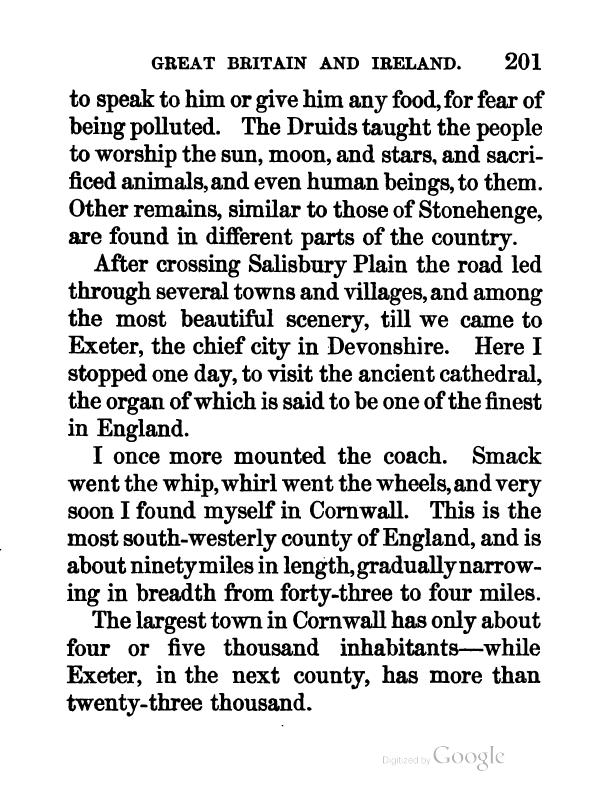 GREAT BRITAIN AND IRELAND. 201
to speak to him or give him any food, for fear of
being polluted. The Druids taught the people
to worship the sun, moon, and stars, and sacri-
ficed animals, and even human beings, to them.
Other remains, similar to those of Stonehenge,
are found in different parts of the country.
After crossing Salisbury Plain the road led
through several towns and villages, and among
the most beautiful scenery, till we came to
Exeter, the chief city in Devonshire. Here I
stopped one day, to visit the ancient cathedral,
the organ of which is said to be one of the finest
in England.
I once more mounted the coach. Smack
went the whip, whirl went the wheels, and very
soon I found myself in Cornwall. This is the
most south-westerly county of England, and is
about ninety miles in length, gradually narrow-
ing in breadth from forty-three to four miles.
The largest town in Cornwall has only about
four or five thousand inhabitants—while
Exeter, in the next county, has more than
twenty-three thousand.
Digitized by Google